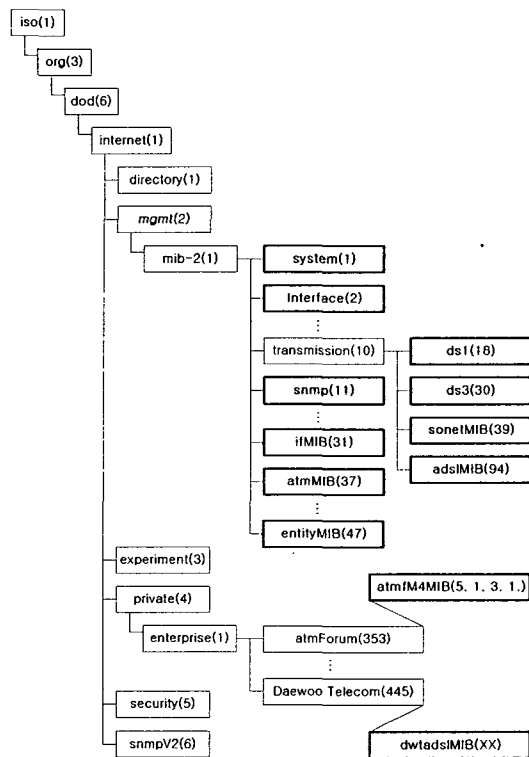 iso(1)
org(3)
dod(6)
internet(1)
directory(1)
mgmt(2)
mib-2(1)
system(1)
Interface(2)
transmission(10)
ds1(18)
snmp(11)
ds3(30)
sonetMIB(39)
ifMIB(31)
adslMIB(94)
atmMIB(37)
entityMIB(47)
experiment(3)
atmfM4MIB(5. 1. 3. 1.)
private(4)
enterprise(1)
atmForum(353)
Daewoo Telecom(445)
security(5)
snmpV2(6)
dwtadslMIB(XX)